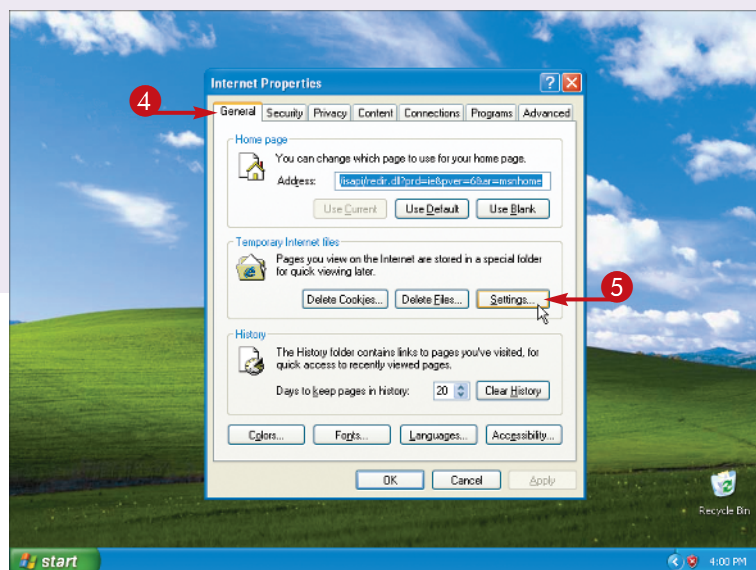 Internet Properties
4
General Security Privacy Content Connections Programs Advanced
Home page
You can change which page to use for your home page.
Address: /isapi/redir.dll?prd=ie&pver=6&ar=msnhome
Use Current Use Default Use Blank
Temporary Internet files
Pages you view on the Internet are stored in a special folder
for quick viewing later.
Delete Cookies... Delete Files... Settings... 5
History
The History folder contains links to pages you've visited, for
quick access to recently viewed pages.
Days to keep pages in history: 20 Clear History
Colors... Fonts... Languages... Accessibility...
OK Cancel Apply
Recycle Bin
start 4:00 PM